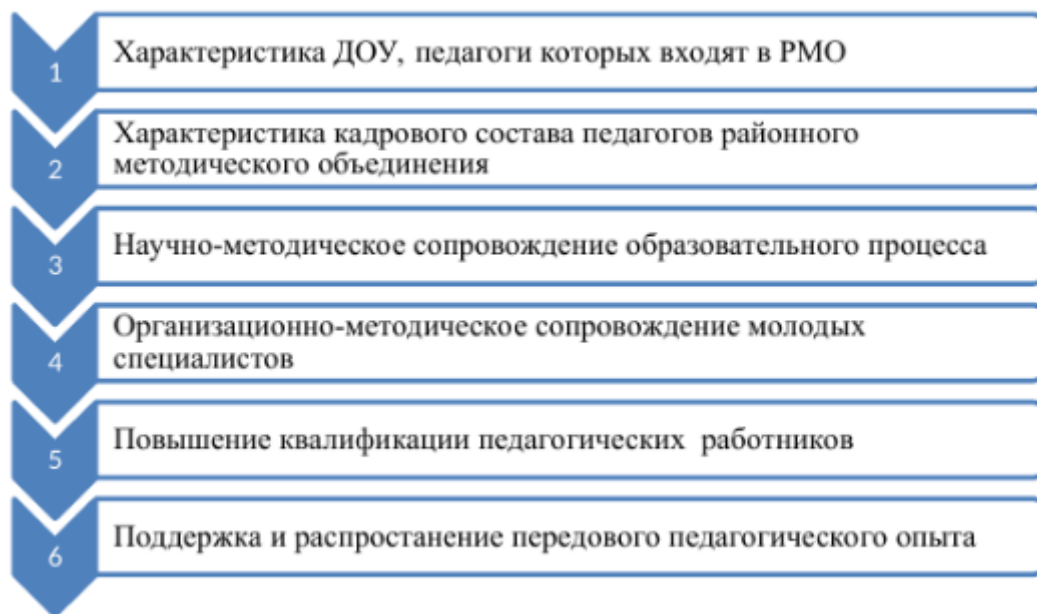 1
Характеристика ДОУ, педагоги которых входят в РМО
2
Характеристика кадрового состава педагогов районного
методического объединения
3
Научно-методическое сопровождение образовательного процесса
4
Организационно-методическое сопровождение молодых
специалистов
5
Повышение квалификации педагогических работников
6
Поддержка и распростанение передового педагогического опыта